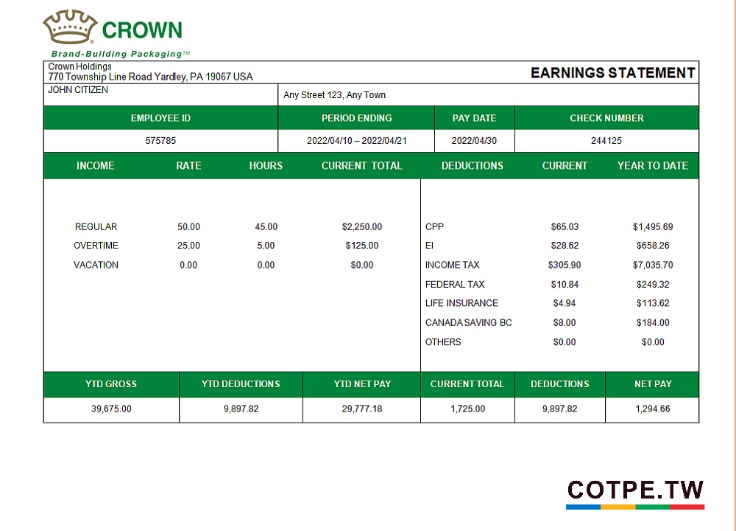 CROWN
Brand-Building Packaging™
Crown Holdings
770 Township Line Road Yardley, PA 19067 USA
EARNINGS STATEMENT
JOHN CITIZEN
Any Street 123, Any Town
EMPLOYEE ID PERIOD ENDING PAY DATE CHECK NUMBER
575785 2022/04/10 – 2022/04/21 2022/04/30 244125
INCOME RATE HOURS CURRENT TOTAL DEDUCTIONS CURRENT YEAR TO DATE
REGULAR 50.00 45.00 $2,250.00 CPP $65.03 $1,495.69
OVERTIME 25.00 5.00 $125.00 EI $28.62 $658.26
VACATION 0.00 0.00 $0.00 INCOME TAX $305.90 $7,035.70
FEDERAL TAX $10.84 $249.32
LIFE INSURANCE $4.94 $113.62
CANADA SAVING BC $8.00 $184.00
OTHERS $0.00 $0.00
YTD GROSS YTD DEDUCTIONS YTD NET PAY CURRENT TOTAL DEDUCTIONS NET PAY
39,675.00 9,897.82 29,777.18 1,725.00 9,897.82 1,294.66
COTPE.TW